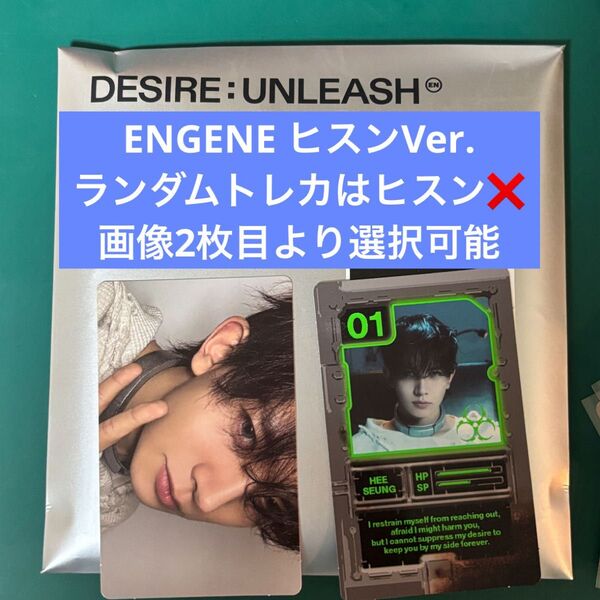 DESIRE : UNLEASH EN
ENGENE ヒスンVer.
ランダムトレカはヒスン❌
画像2枚目より選択可能
01
HEE
SEUNG
HP
SP
I restrain myself from reaching out,
afraid I might harm you,
but I cannot suppress my desire to
keep you by my side forever.